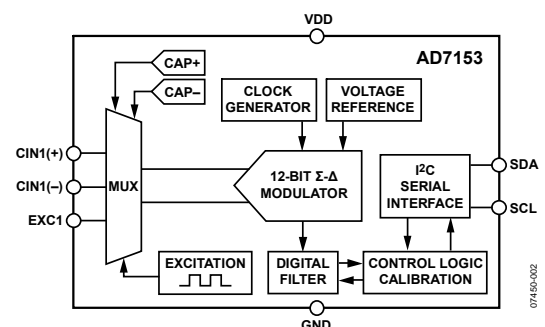 VDD
AD7153
CAP+
CAP–
CLOCK
GENERATOR
VOLTAGE
REFERENCE
CIN1(+)
CIN1(–)
EXC1
MUX
12-BIT Σ-Δ
MODULATOR
I²C
SERIAL
INTERFACE
SDA
SCL
EXCITATION
DIGITAL
FILTER
CONTROL LOGIC
CALIBRATION
GND
07450-002